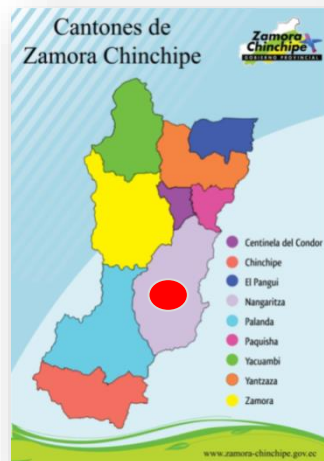 Cantones de
Zamora Chinchipe
Zamora
Chinchipe
GOBIERNO PROVINCIAL
Centinela del Condor
Chinchipe
El Pangui
Nangaritza
Palanda
Paquisha
Yacuambi
Yantzaza
Zamora
www.zamora-chinchipe.gov.ec